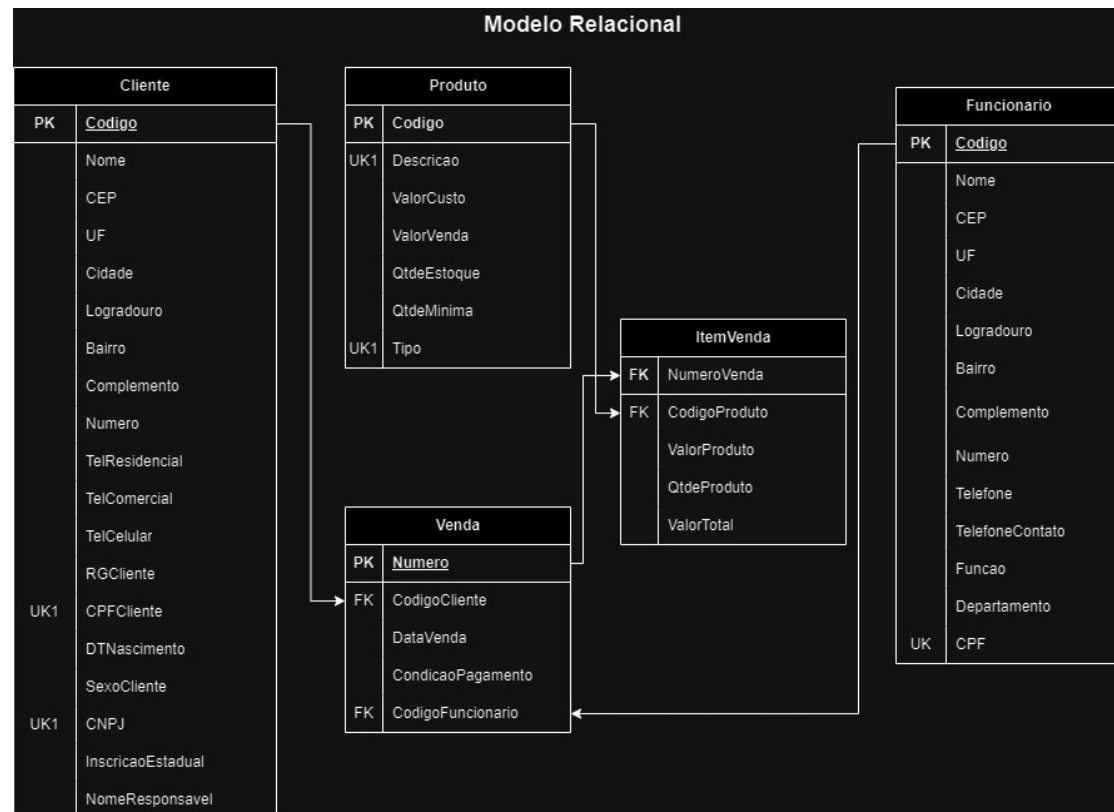 Modelo Relacional
Cliente
PK Codigo
Nome
CEP
UF
Cidade
Logradouro
Bairro
Complemento
Numero
TelResidencial
TelComercial
TelCelular
RGCliente
UK1 CPFCliente
DTNascimento
SexoCliente
UK1 CNPJ
InscricaoEstadual
NomeResponsavel
Produto
PK Codigo
UK1 Descricao
ValorCusto
ValorVenda
QtdeEstoque
QtdeMinima
UK1 Tipo
Venda
PK Numero
FK CodigoCliente
DataVenda
CondicaoPagamento
FK CodigoFuncionario
ItemVenda
FK NumeroVenda
FK CodigoProduto
ValorProduto
QtdeProduto
ValorTotal
Funcionario
PK Codigo
Nome
CEP
UF
Cidade
Logradouro
Bairro
Complemento
Numero
Telefone
TelefoneContato
Funcao
Departamento
UK CPF